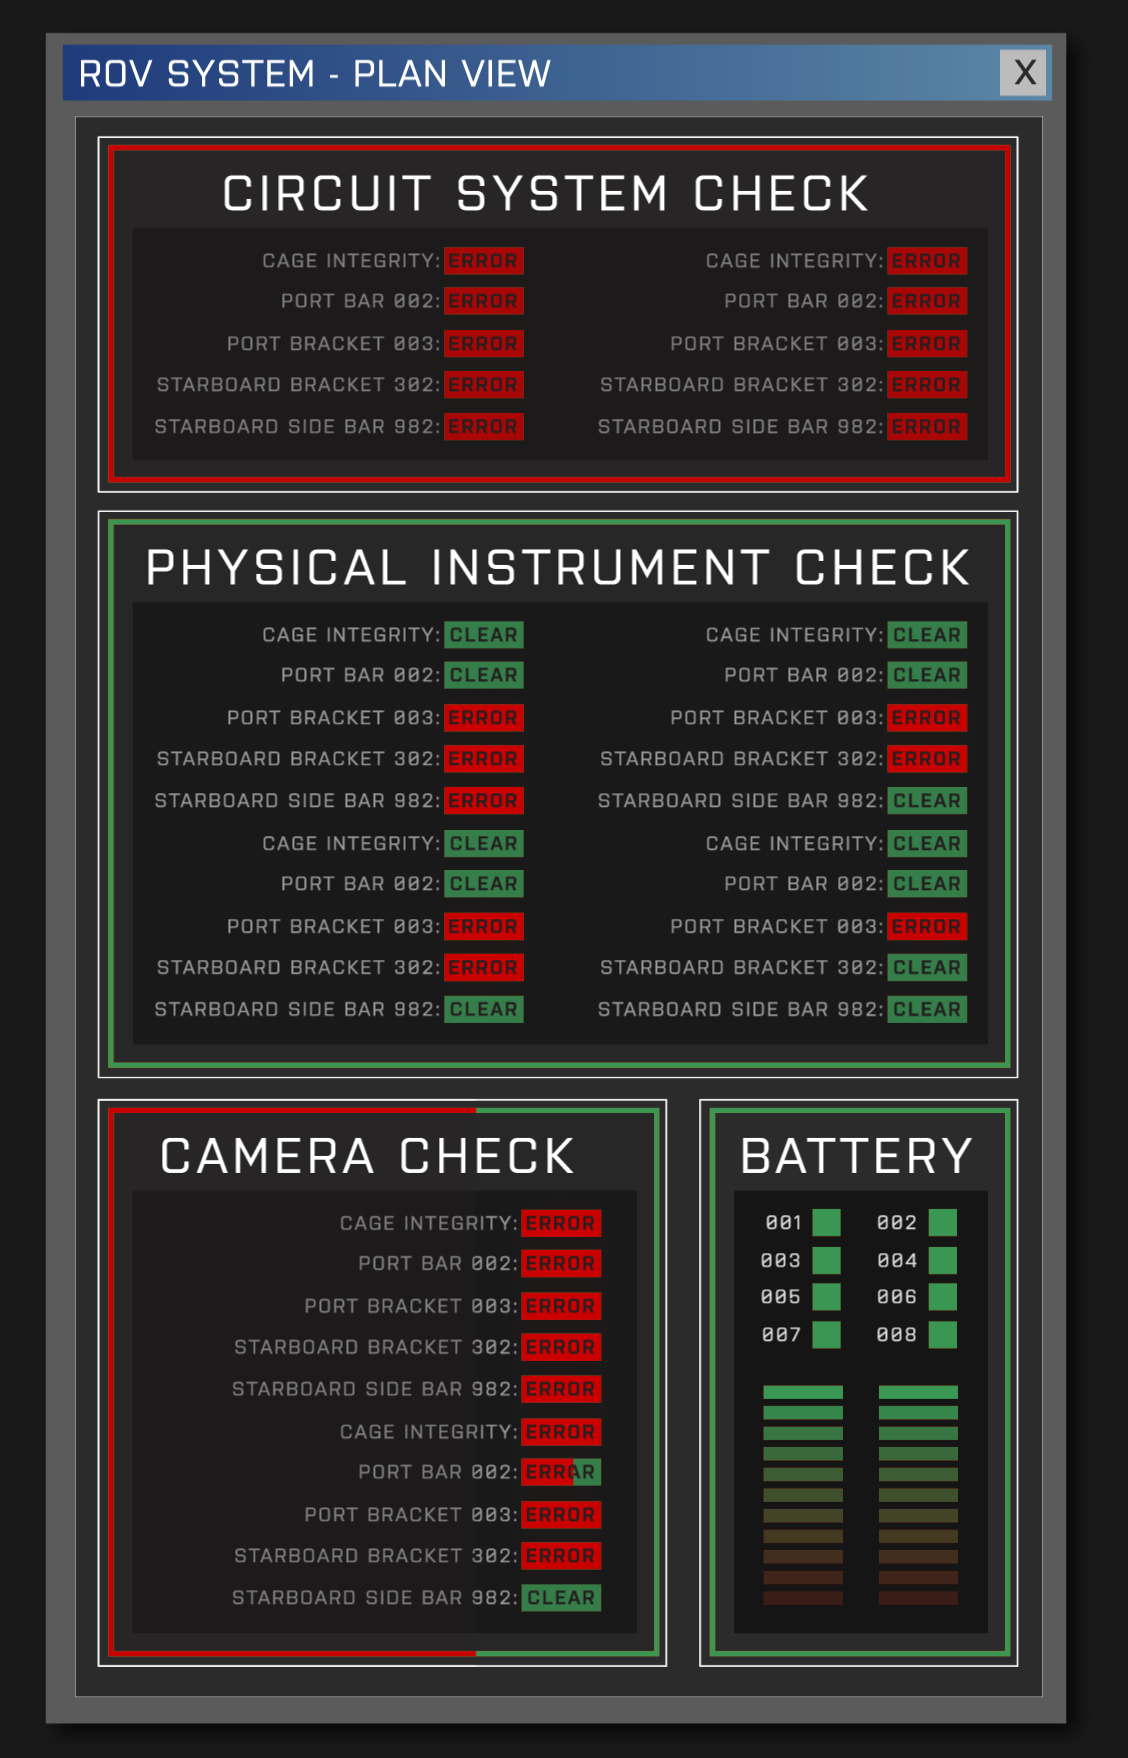 ROV SYSTEM - PLAN VIEW X
CIRCUIT SYSTEM CHECK
CAGE INTEGRITY: ERROR CAGE INTEGRITY: ERROR
PORT BAR 002: ERROR PORT BAR 002: ERROR
PORT BRACKET 003: ERROR PORT BRACKET 003: ERROR
STARBOARD BRACKET 302: ERROR STARBOARD BRACKET 302: ERROR
STARBOARD SIDE BAR 982: ERROR STARBOARD SIDE BAR 982: ERROR
PHYSICAL INSTRUMENT CHECK
CAGE INTEGRITY: CLEAR CAGE INTEGRITY: CLEAR
PORT BAR 002: CLEAR PORT BAR 002: CLEAR
PORT BRACKET 003: ERROR PORT BRACKET 003: ERROR
STARBOARD BRACKET 302: ERROR STARBOARD BRACKET 302: ERROR
STARBOARD SIDE BAR 982: ERROR STARBOARD SIDE BAR 982: CLEAR
CAGE INTEGRITY: CLEAR CAGE INTEGRITY: CLEAR
PORT BAR 002: CLEAR PORT BAR 002: CLEAR
PORT BRACKET 003: ERROR PORT BRACKET 003: ERROR
STARBOARD BRACKET 302: ERROR STARBOARD BRACKET 302: CLEAR
STARBOARD SIDE BAR 982: CLEAR STARBOARD SIDE BAR 982: CLEAR
CAMERA CHECK
CAGE INTEGRITY: ERROR
PORT BAR 002: ERROR
PORT BRACKET 003: ERROR
STARBOARD BRACKET 302: ERROR
STARBOARD SIDE BAR 982: ERROR
CAGE INTEGRITY: ERROR
PORT BAR 002:
PORT BRACKET 003: ERROR
STARBOARD BRACKET 302: ERROR
STARBOARD SIDE BAR 982: CLEAR
BATTERY
001 002
003 004
005 006
007 008